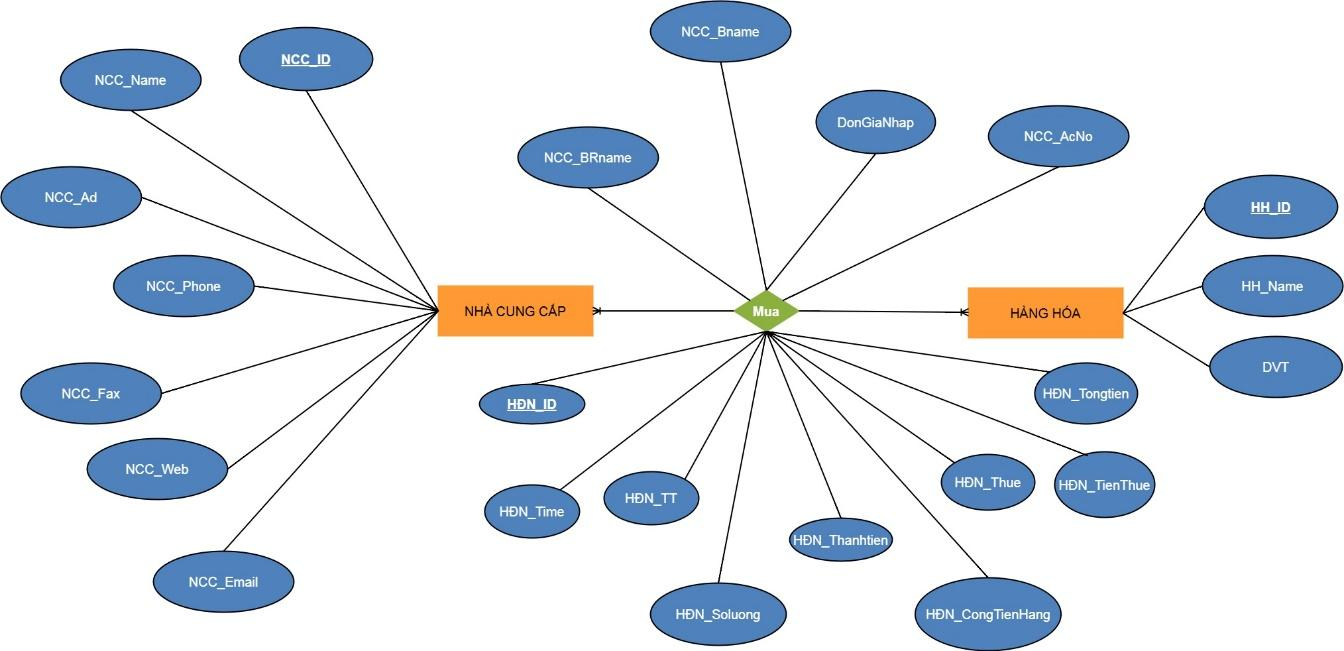 NCC_Bname
NCC_ID
NCC_Name
DonGiaNhap
NCC_AcNo
NCC_BRname
NCC_Ad
HH_ID
NCC_Phone
HH_Name
NHÀ CUNG CẤP
Mua
HẢNG HÓA
DVT
NCC_Fax
HĐN_ID
HĐN_Tongtien
NCC_Web
HĐN_Time
HĐN_TT
HĐN_Thue
HĐN_TienThue
HĐN_Thanhtien
NCC_Email
HĐN_Soluong
HĐN_CongTienHang